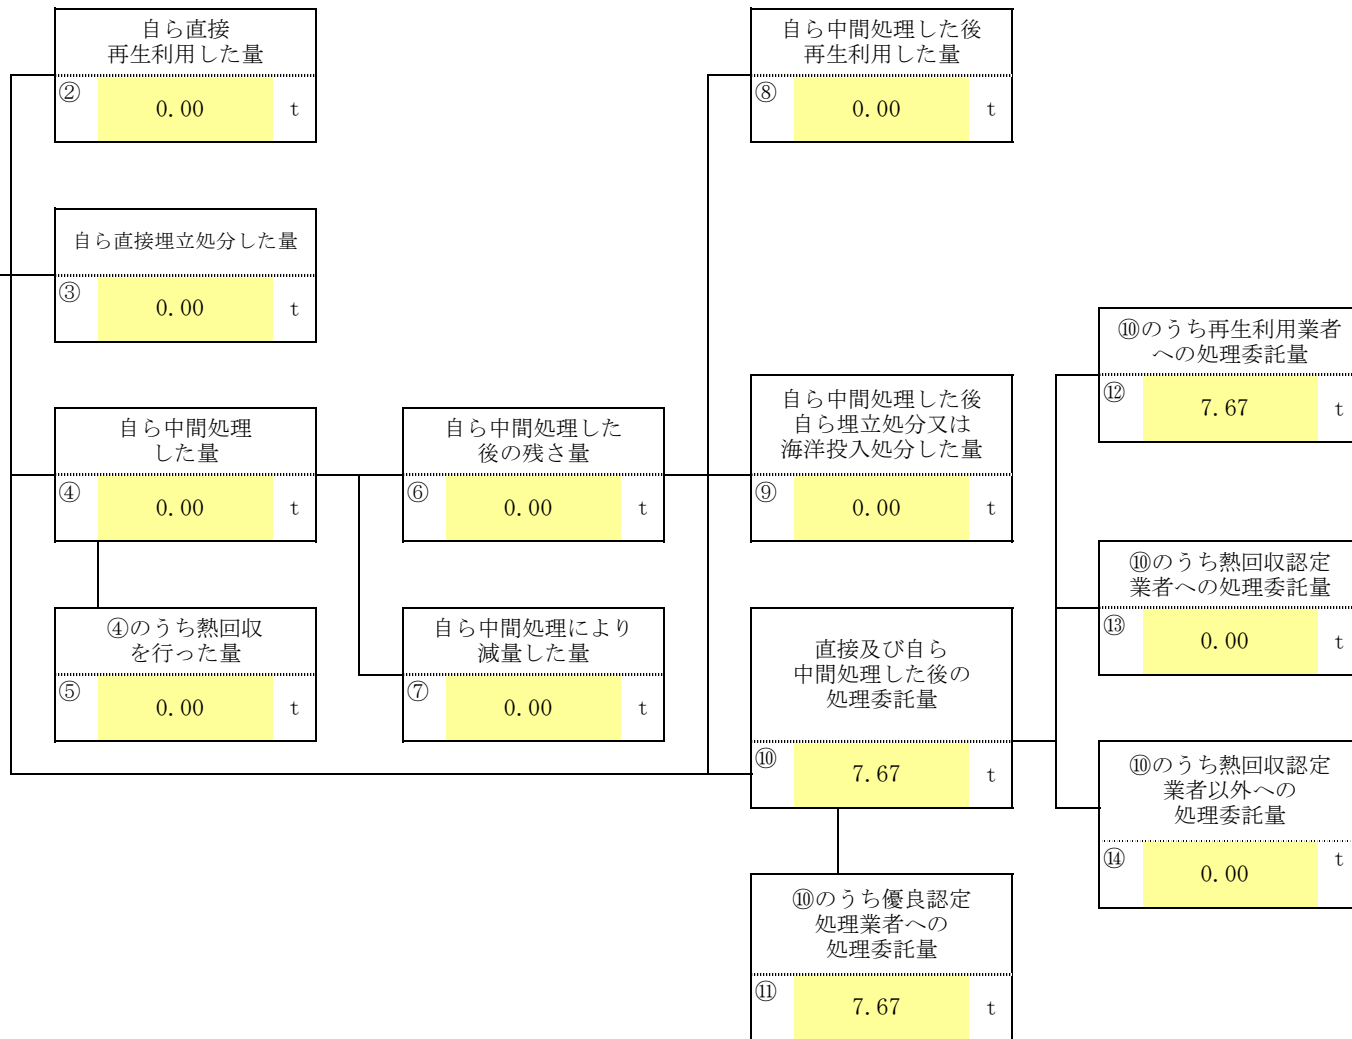 自ら直接
再生利用した量
②
0.00
t
自ら中間処理した後
再生利用した量
⑧
0.00
t
自ら直接埋立処分した量
③
0.00
t
⑩のうち再生利用業者
への処理委託量
⑫
7.67
t
自ら中間処理
した量
④
0.00
t
自ら中間処理した
後の残さ量
⑥
0.00
t
自ら中間処理した後
自ら埋立処分又は
海洋投入処分した量
⑨
0.00
t
⑩のうち熱回収認定
業者への処理委託量
⑬
0.00
t
④のうち熱回収
を行った量
⑤
0.00
t
自ら中間処理により
減量した量
⑦
0.00
t
直接及び自ら
中間処理した後の
処理委託量
⑩
7.67
t
⑩のうち熱回収認定
業者以外への
処理委託量
⑭
0.00
t
⑩のうち優良認定
処理業者への
処理委託量
⑪
7.67
t